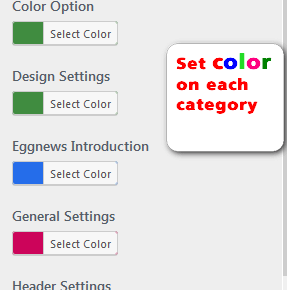 Color Option
Select Color
Design Settings
Select Color
Eggnews Introduction
Select Color
General Settings
Select Color
Header Settings
Set color
on each
category